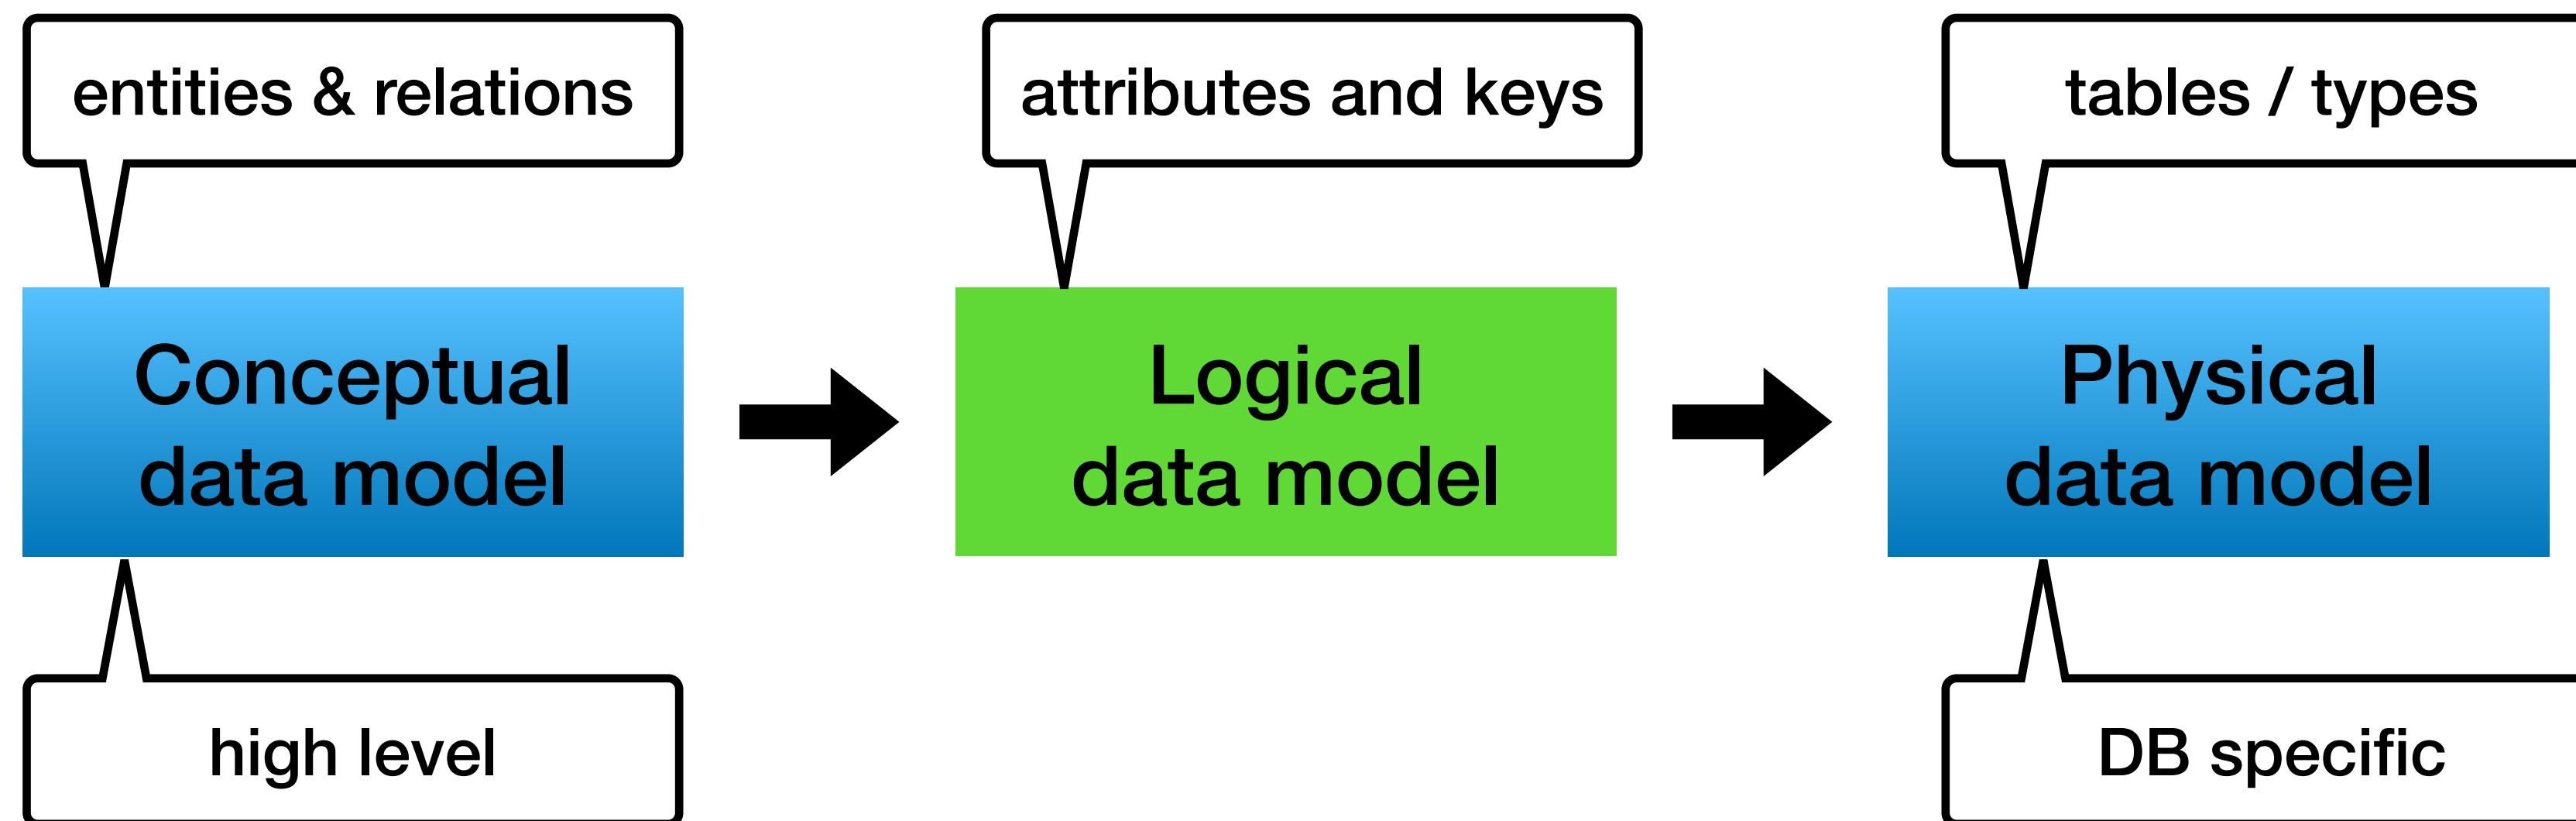 entities & relations
attributes and keys
tables / types
Conceptual
data model
Logical
data model
Physical
data model
high level
DB specific